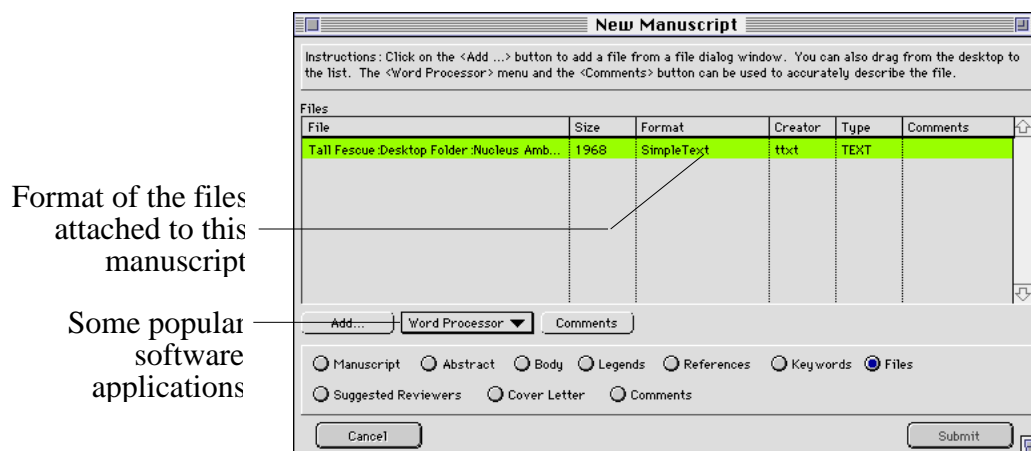 New Manuscript
Instructions: Click on the <Add ...> button to add a file from a file dialog window. You can also drag from the desktop to
the list. The <Word Processor> menu and the <Comments> button can be used to accurately describe the file.
Files
File Size Format Creator Type Comments
Tall Fescue:Desktop Folder:Nucleus Amb... 1968 SimpleText ttxt TEXT
Format of the files
attached to this
manuscript
Some popular
software
applications
Add... Word Processor Comments
Manuscript Abstract Body Legends References Keywords Files
Suggested Reviewers Cover Letter Comments
Cancel Submit